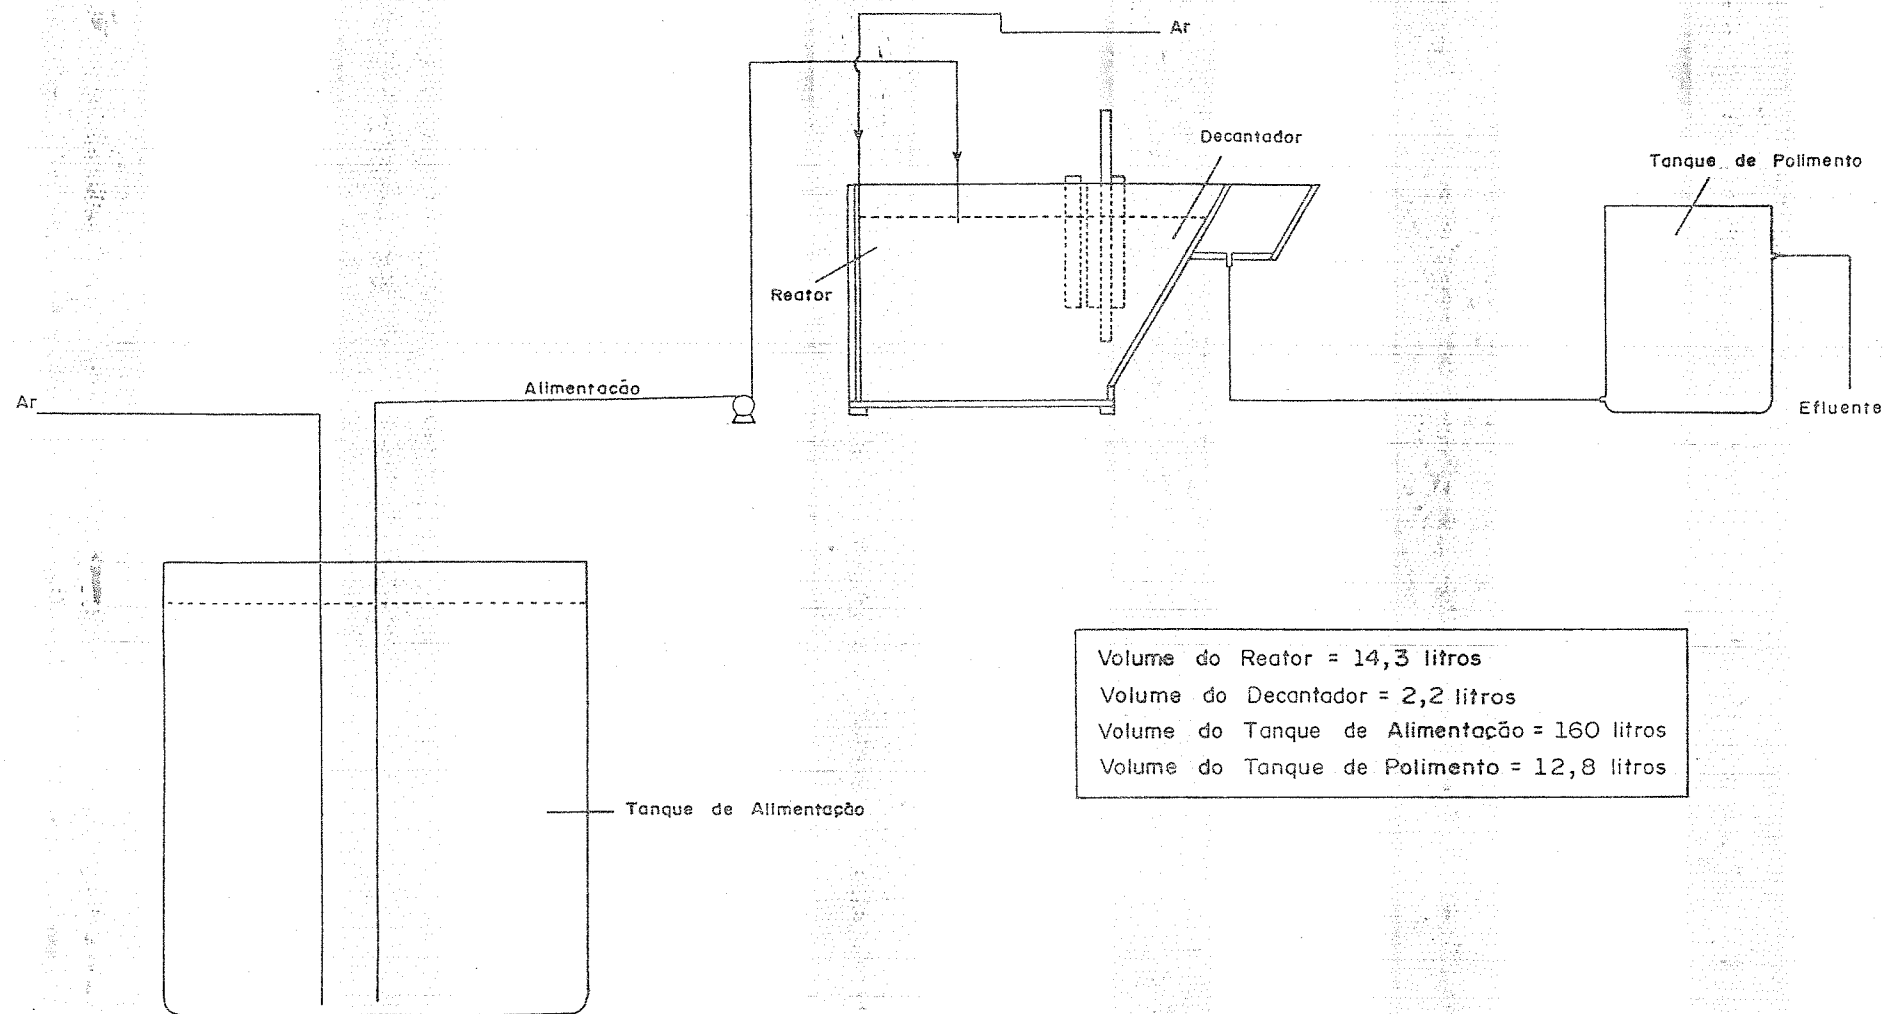 Ar
Decantador
Tanque de Polimento
Reator
Alimentacão
Ar
Efluente
Volume do Reator = 14,3 litros
Volume do Decantador = 2,2 litros
Volume do Tanque de Alimentação = 160 litros
Volume do Tanque de Polimento = 12,8 litros
Tanque de Alimentação